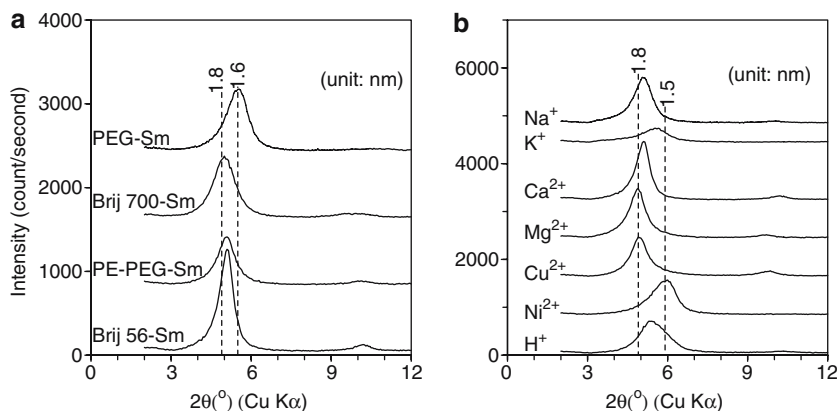 a
4000
3000
2000
1000
0
Intensity (count/second)
1.8
1.6
(unit: nm)
PEG-Sm
Brij 700-Sm
PE-PEG-Sm
Brij 56-Sm
0 3 6 9 12
2θ(°) (Cu Kα)
b
6000
4000
2000
0
1.8
1.5
(unit: nm)
Na⁺
K⁺
Ca²⁺
Mg²⁺
Cu²⁺
Ni²⁺
H⁺
0 3 6 9 12
2θ(°) (Cu Kα)